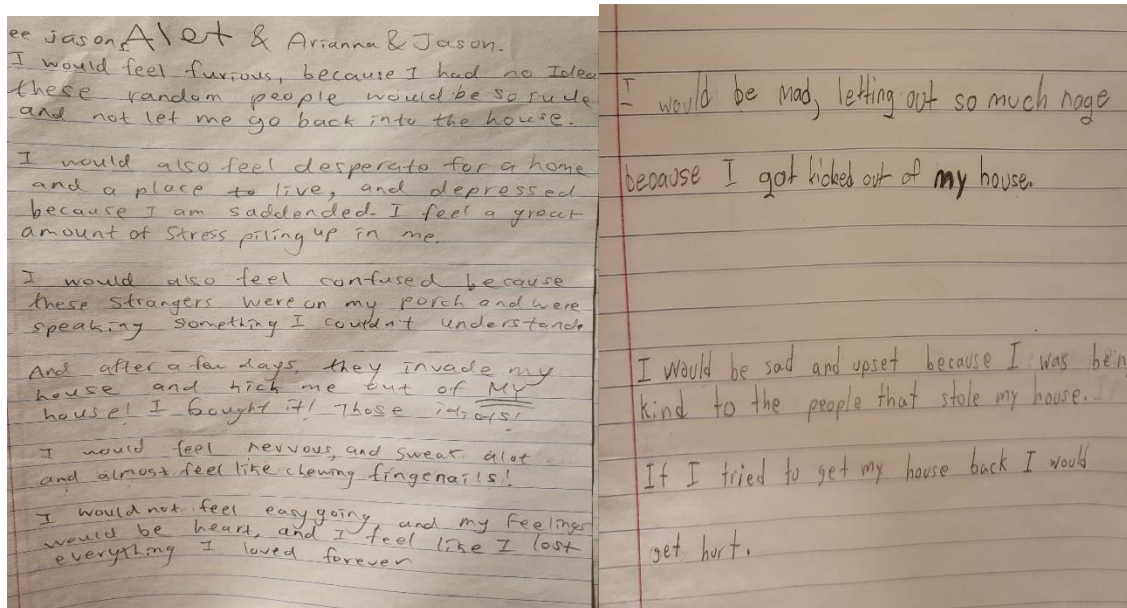 ee Jason, Alet & Arianna & Jason.
I would feel furious, because I had no Idea
these random people would be so rude
and not let me go back into the house.
I would also feel desperate for a home
and a place to live, and depressed
because I am saddended. I feel a great
amount of stress piling up in me.
I would also feel confused because
these strangers were on my porch and were
speaking something I couldn't understand.
And after a few days, they invade my
house and kick me out of MY
house! I bought it! Those idiots!
I would feel nervous, and sweat alot
and almost feel like chewing fingenails!
I would not feel easy going, and my feelings
would be heart, and I feel like I lost
everything I loved forever
I would be mad, letting out so much rage
because I got kicked out of my house.
I would be sad and upset because I was bein
kind to the people that stole my house.
If I tried to get my house back I would
get hurt.